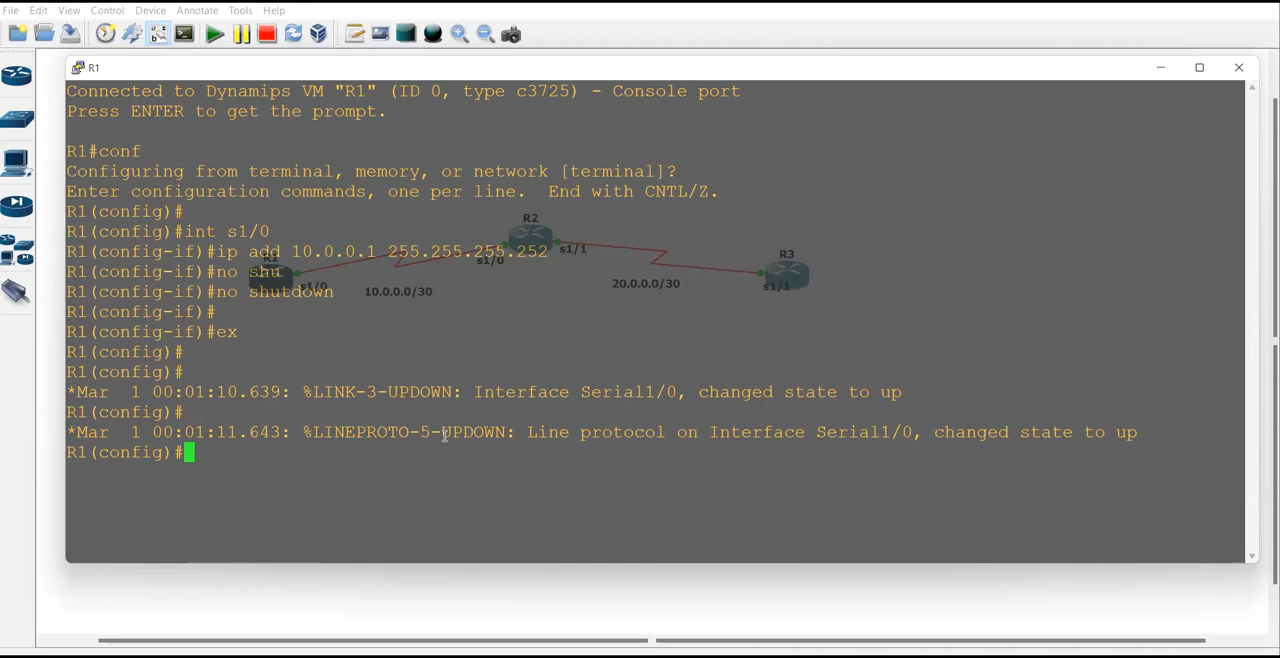 File Edit View Control Device Annotate Tools Help
R1
Connected to Dynamips VM "R1" (ID 0, type c3725) - Console port
Press ENTER to get the prompt.
R1#conf
Configuring from terminal, memory, or network [terminal]?
Enter configuration commands, one per line.  End with CNTL/Z.
R1(config)#
R1(config)#int s1/0
R1(config-if)#ip add 10.0.0.1 255.255.255.252
R1(config-if)#no shu
R1(config-if)#no shutdown
R1(config-if)#
R1(config-if)#ex
R1(config)#
R1(config)#
*Mar  1 00:01:10.639: %LINK-3-UPDOWN: Interface Serial1/0, changed state to up
R1(config)#
*Mar  1 00:01:11.643: %LINEPROTO-5-UPDOWN: Line protocol on Interface Serial1/0, changed state to up
R1(config)#
R2
s1/1
s1/0
R3
R1
s1/0
10.0.0.0/30
20.0.0.0/30
s1/1